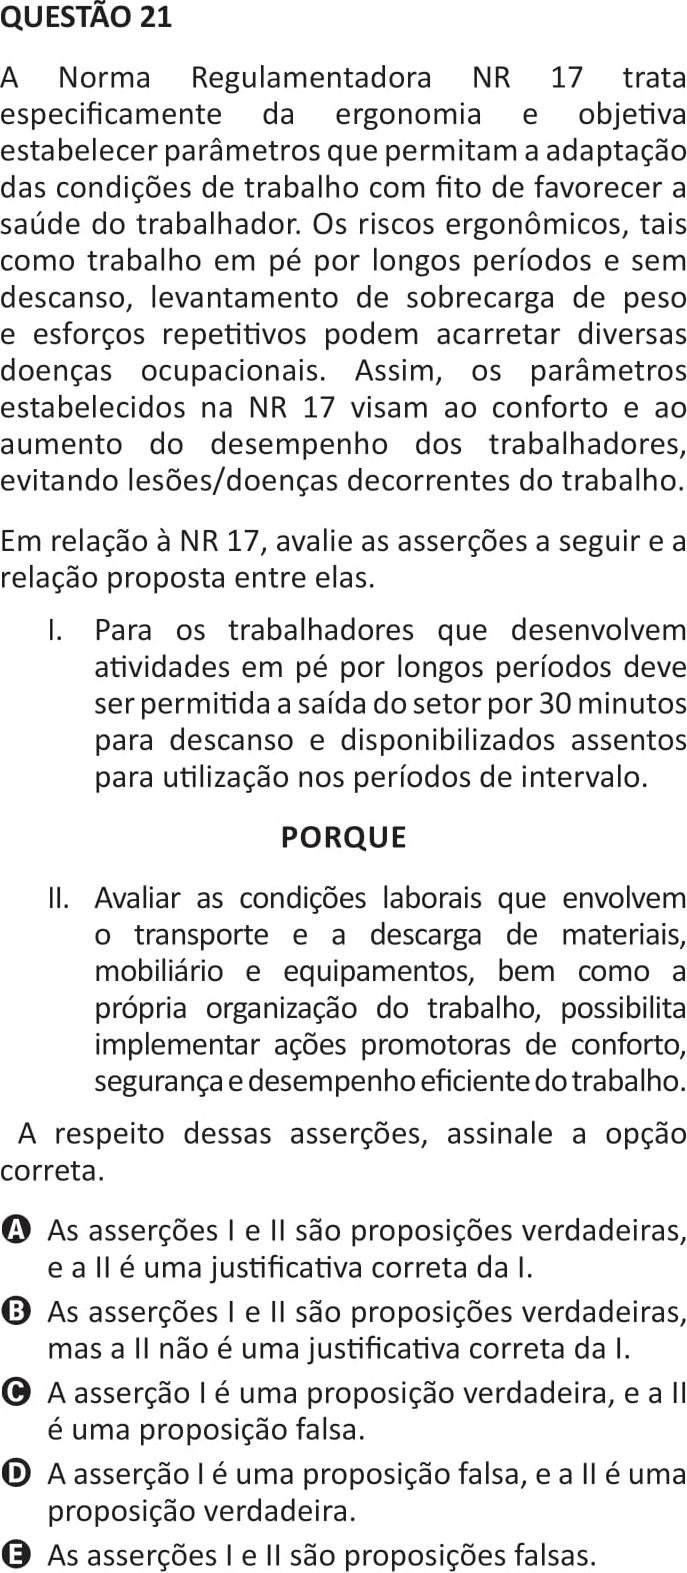 QUESTÃO 21
A Norma Regulamentadora NR 17 trata
especificamente da ergonomia e objetiva
estabelecer parâmetros que permitam a adaptação
das condições de trabalho com fito de favorecer a
saúde do trabalhador. Os riscos ergonômicos, tais
como trabalho em pé por longos períodos e sem
descanso, levantamento de sobrecarga de peso
e esforços repetitivos podem acarretar diversas
doenças ocupacionais. Assim, os parâmetros
estabelecidos na NR 17 visam ao conforto e ao
aumento do desempenho dos trabalhadores,
evitando lesões/doenças decorrentes do trabalho.
Em relação à NR 17, avalie as asserções a seguir e a
relação proposta entre elas.
I. Para os trabalhadores que desenvolvem
atividades em pé por longos períodos deve
ser permitida a saída do setor por 30 minutos
para descanso e disponibilizados assentos
para utilização nos períodos de intervalo.
PORQUE
II. Avaliar as condições laborais que envolvem
o transporte e a descarga de materiais,
mobiliário e equipamentos, bem como a
própria organização do trabalho, possibilita
implementar ações promotoras de conforto,
segurança e desempenho eficiente do trabalho.
A respeito dessas asserções, assinale a opção
correta.
A As asserções I e II são proposições verdadeiras,
e a II é uma justificativa correta da I.
B As asserções I e II são proposições verdadeiras,
mas a II não é uma justificativa correta da I.
C A asserção I é uma proposição verdadeira, e a II
é uma proposição falsa.
D A asserção I é uma proposição falsa, e a II é uma
proposição verdadeira.
E As asserções I e II são proposições falsas.